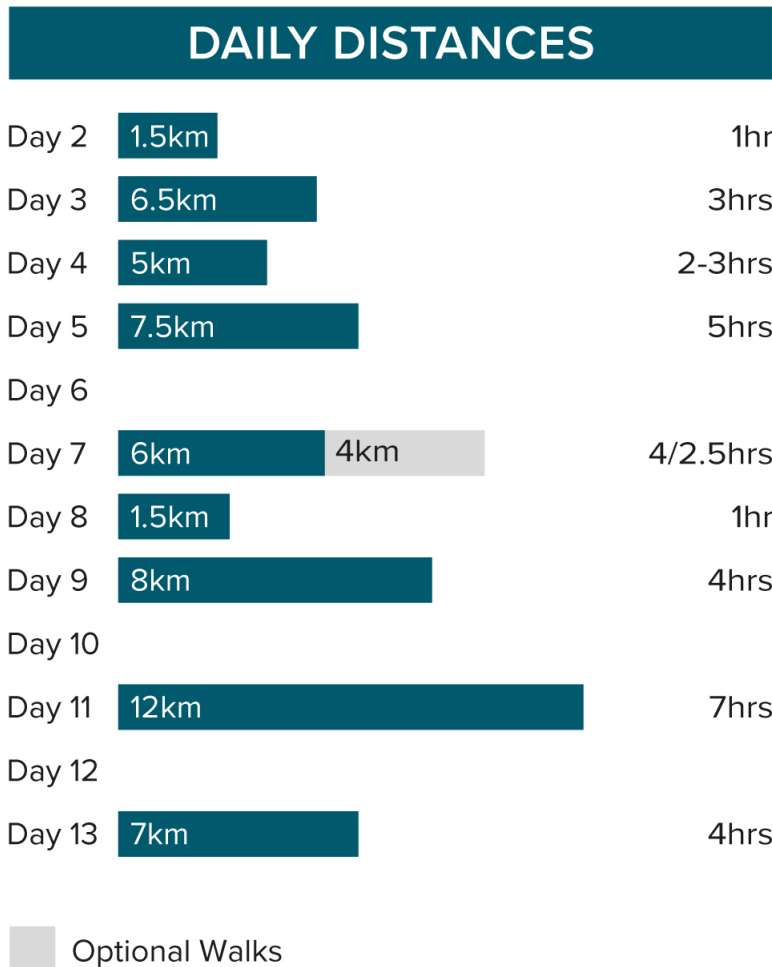 DAILY DISTANCES
Day 2 1.5km 1hr
Day 3 6.5km 3hrs
Day 4 5km 2-3hrs
Day 5 7.5km 5hrs
Day 6
Day 7 6km 4km 4/2.5hrs
Day 8 1.5km 1hr
Day 9 8km 4hrs
Day 10
Day 11 12km 7hrs
Day 12
Day 13 7km 4hrs
Optional Walks